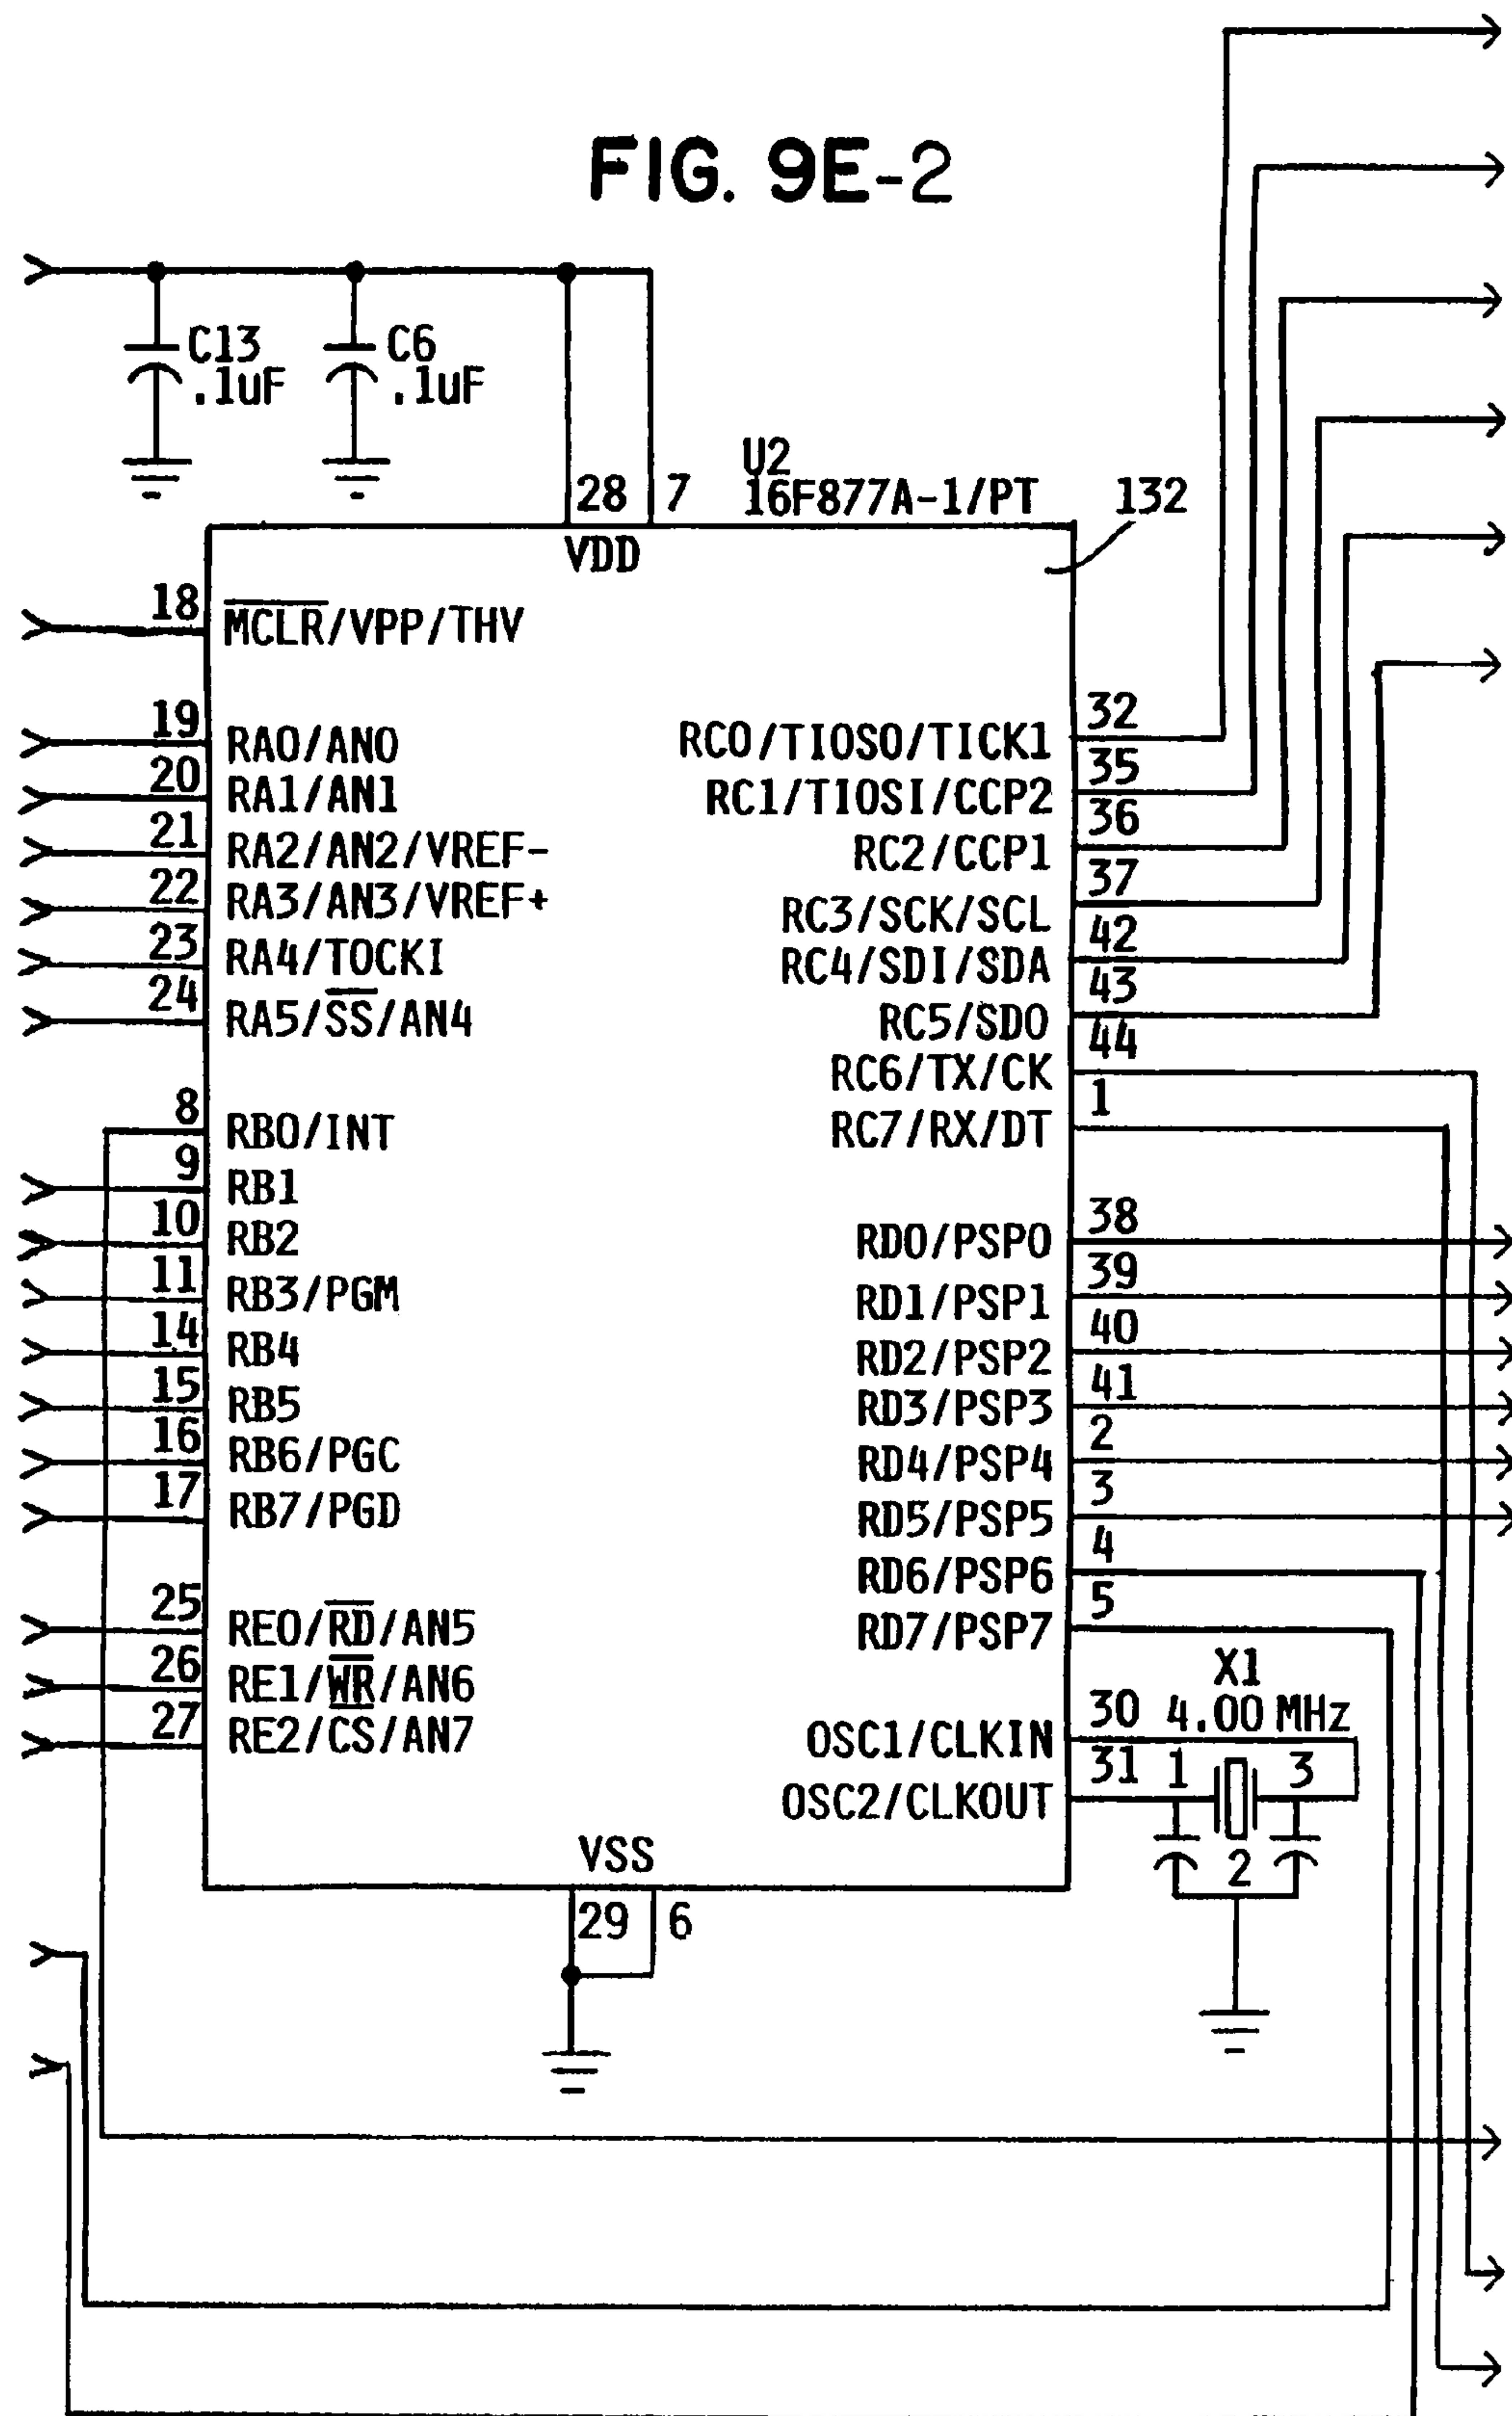 FIG. 9E-2
C13
.1uF
C6
.1uF
U2
16F877A-1/PT
132
28
7
VDD
18
MCLR/VPP/THV
19
RA0/AN0
20
RA1/AN1
21
RA2/AN2/VREF-
22
RA3/AN3/VREF+
23
RA4/TOCKI
24
RA5/SS/AN4
8
RB0/INT
9
RB1
10
RB2
11
RB3/PGM
14
RB4
15
RB5
16
RB6/PGC
17
RB7/PGD
25
RE0/RD/AN5
26
RE1/WR/AN6
27
RE2/CS/AN7
32
RC0/TIOSO/TICK1
35
RC1/TIOSI/CCP2
36
RC2/CCP1
37
RC3/SCK/SCL
42
RC4/SDI/SDA
43
RC5/SDO
44
RC6/TX/CK
1
RC7/RX/DT
38
RD0/PSP0
39
RD1/PSP1
40
RD2/PSP2
41
RD3/PSP3
2
RD4/PSP4
3
RD5/PSP5
4
RD6/PSP6
5
RD7/PSP7
X1
4.00 MHz
30
OSC1/CLKIN
31
OSC2/CLKOUT
1
3
2
VSS
29
6